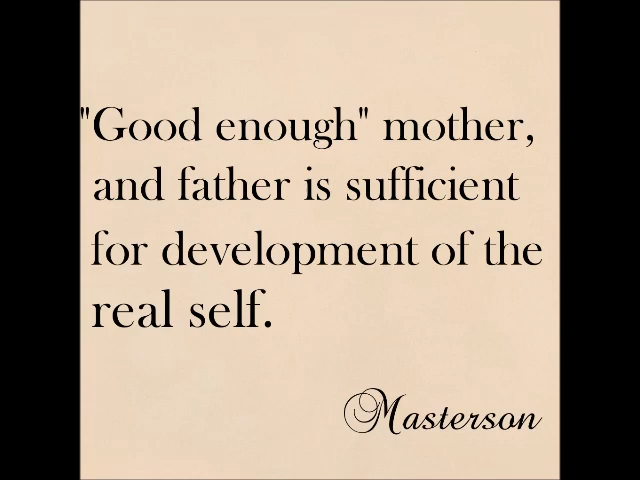 "Good enough" mother,
and father is sufficient
for development of the
real self.
Masterson